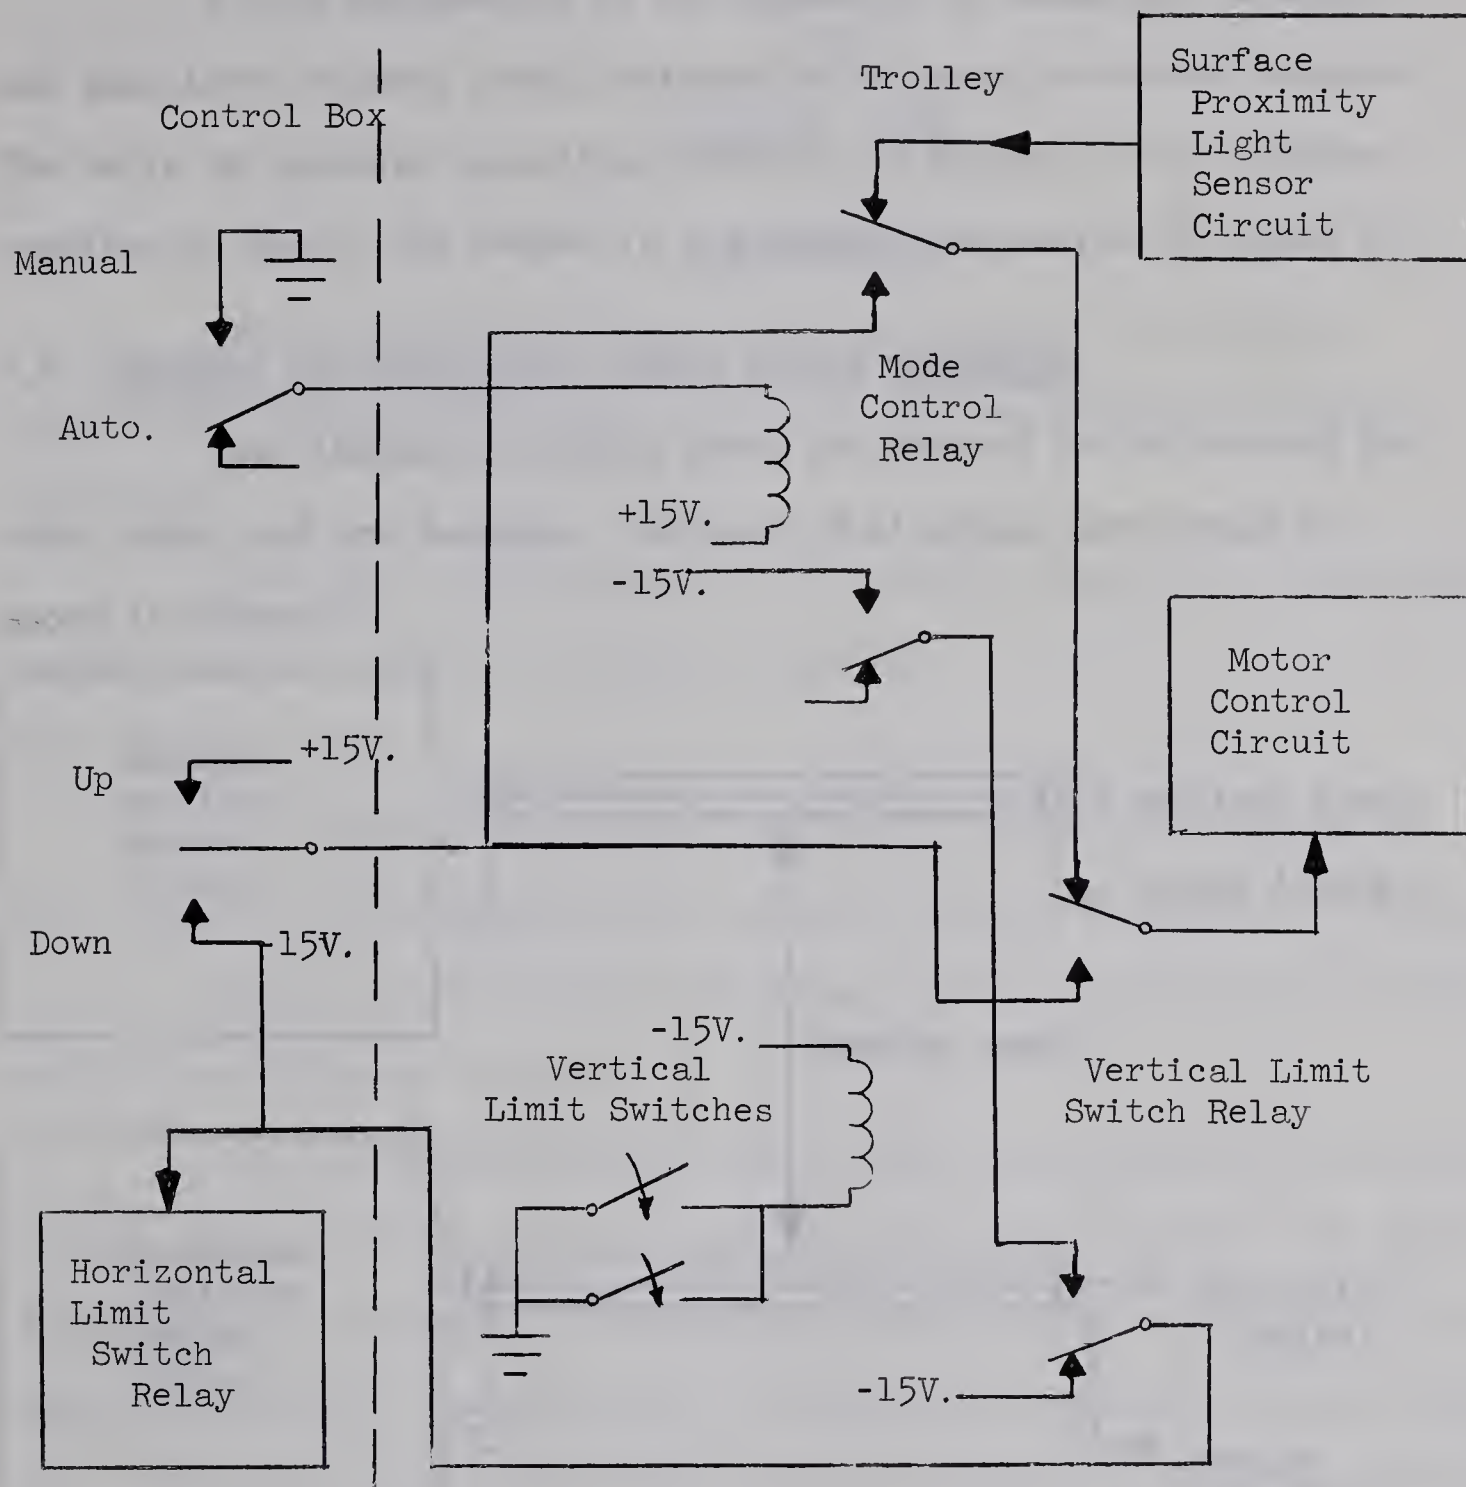 Control Box
Trolley
Surface
Proximity
Light
Sensor
Circuit
Manual
Auto.
Mode
Control
Relay
+15V.
-15V.
Motor
Control
Circuit
Up
+15V.
Down
-15V.
-15V.
Vertical
Limit Switches
Vertical Limit
Switch Relay
Horizontal
Limit
Switch
Relay
-15V.